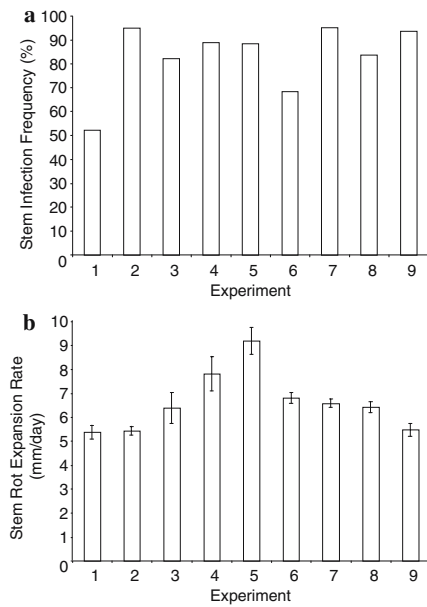 a
Stem Infection Frequency (%)
100
90
80
70
60
50
40
30
20
10
0
1 2 3 4 5 6 7 8 9
Experiment
b
Stem Rot Expansion Rate
(mm/day)
10
9
8
7
6
5
4
3
2
1
0
1 2 3 4 5 6 7 8 9
Experiment